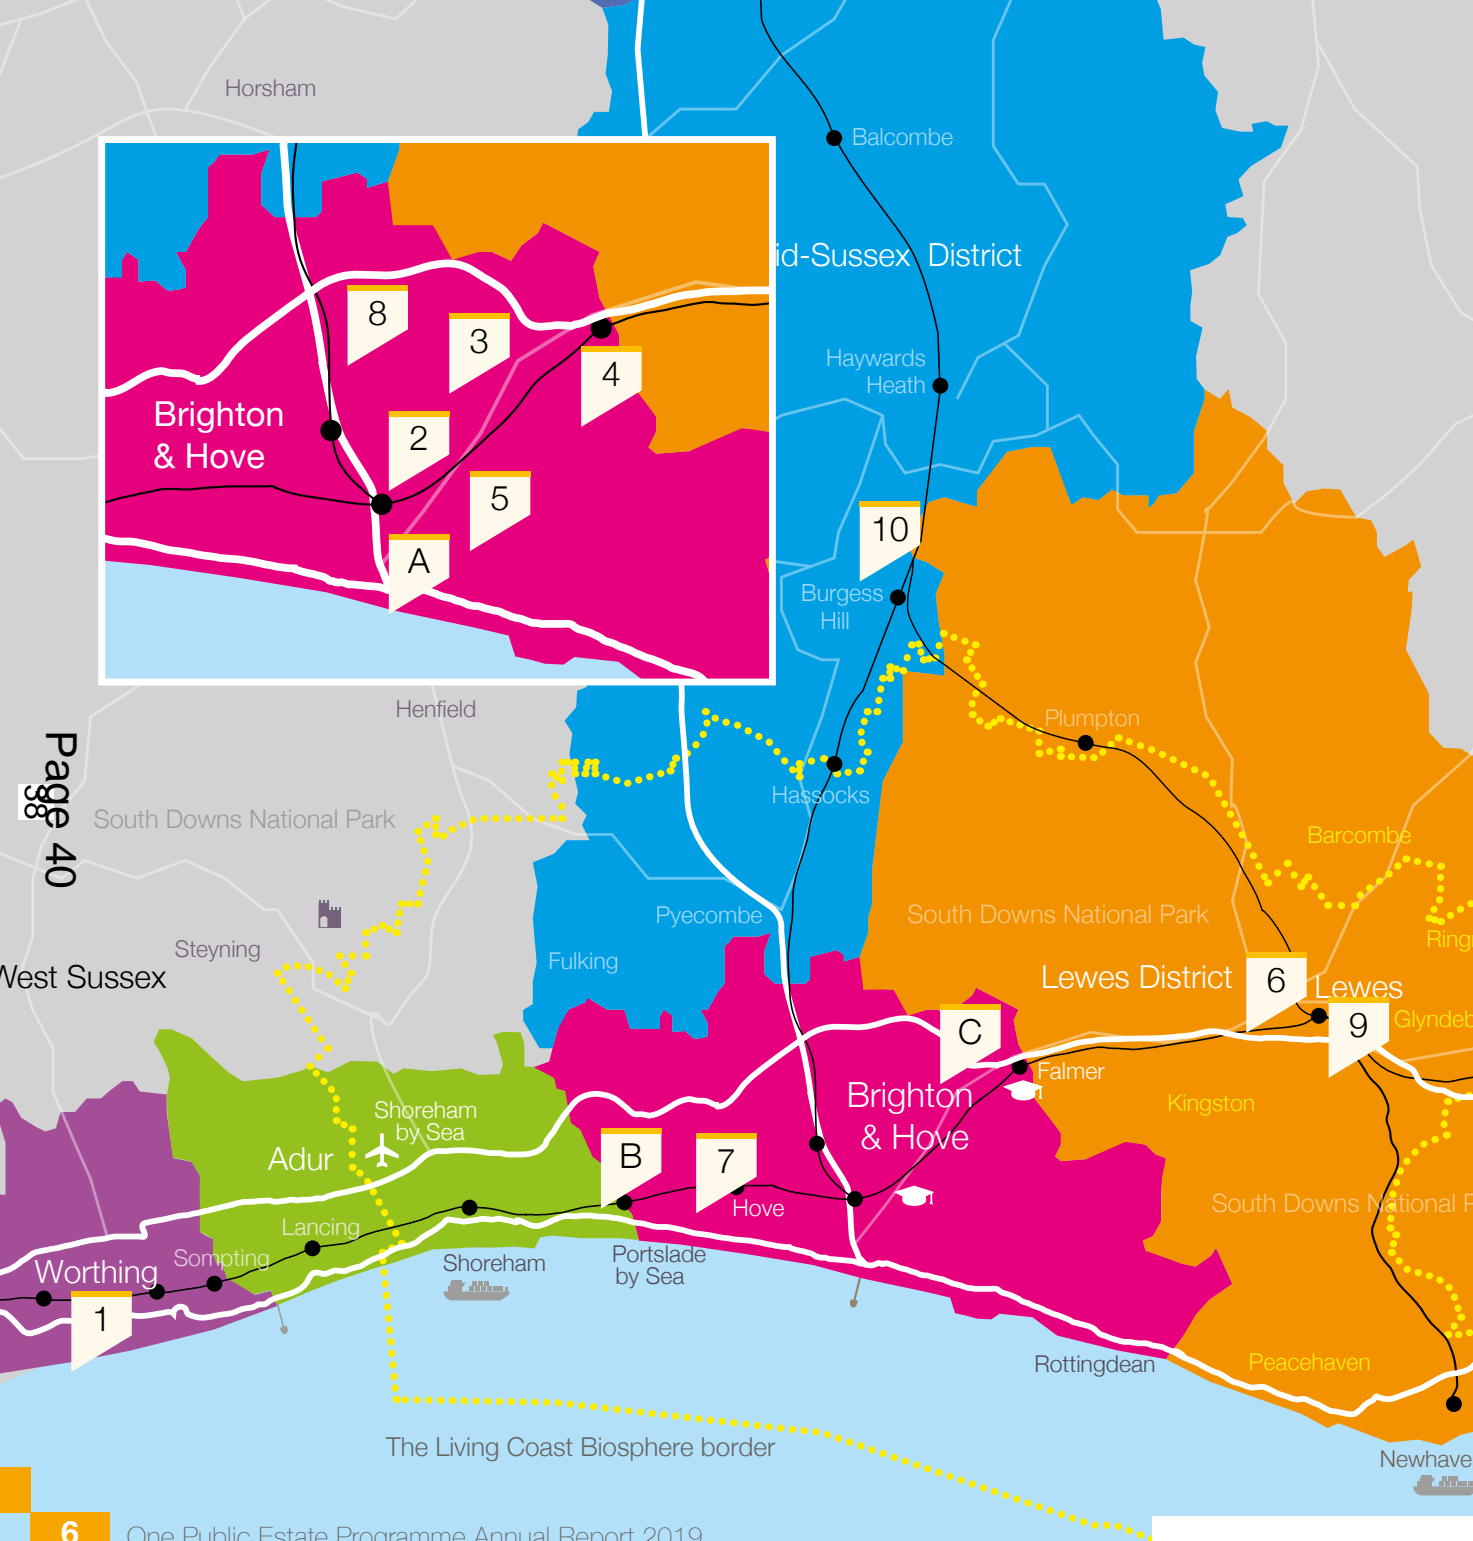 Horsham
Balcombe
id-Sussex District
8
3
4
Haywards
Heath
Brighton
& Hove
2
5
10
A
Burgess
Hill
Henfield
Plumpton
Page 40
38
Hassocks
South Downs National Park
Barcombe
Pyecombe
South Downs National Park
Steyning
Fulking
Ring
West Sussex
Lewes District
6
Lewes
9
Glyndeb
C
Falmer
Brighton
& Hove
Kingston
Shoreham
by Sea
Adur
B
7
Hove
South Downs National P
Lancing
Sompting
Worthing
Shoreham
Portslade
by Sea
1
Rottingdean
Peacehaven
The Living Coast Biosphere border
Newhave
6
One Public Estate Programme Annual Report 2019